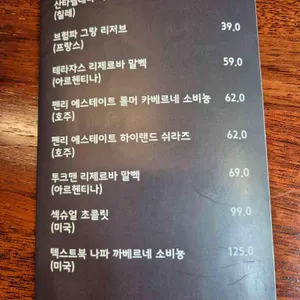 (칠레)
브험파 그랑 리저브 39,0
(프랑스)
테라자스 리제르바 말벡 59,0
(아르헨티나)
펜리 에스테이트 톨머 카베르네 소비뇽 62,0
(호주)
펜리 에스테이트 하이랜드 쉬라즈 62,0
(호주)
투크맨 리제르바 말벡 69,0
(아르헨티나)
섹슈얼 초콜릿 99,0
(미국)
텍스트북 나파 까베르네 소비뇽 125,0
(미국)